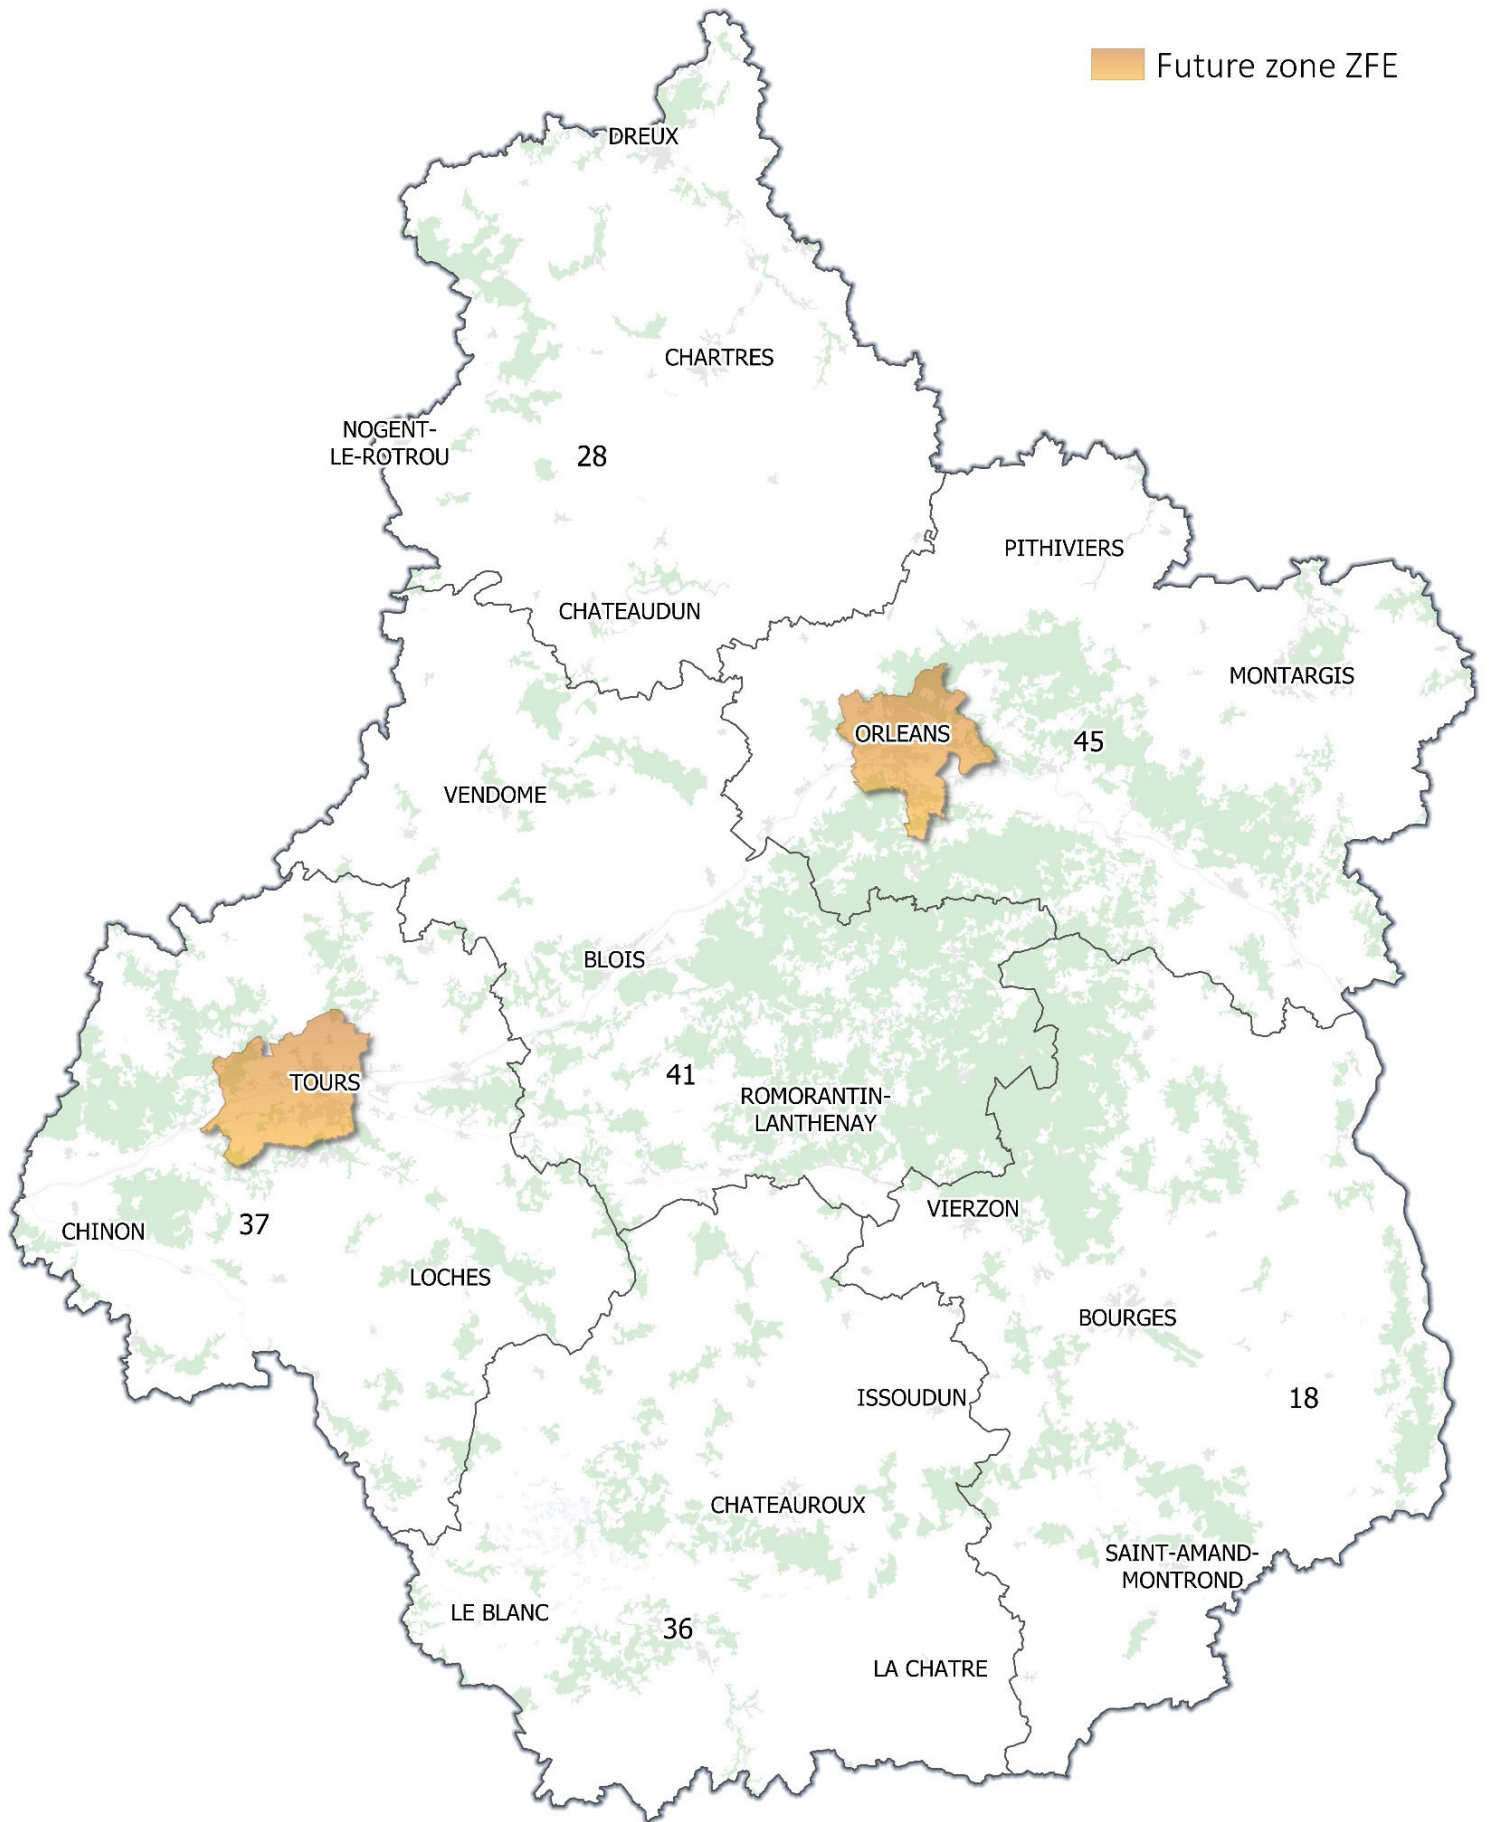 Future zone ZFE
DREUX
CHARTRES
NOGENT-
LE-ROTROU
28
PITHIVIERS
CHATEAUDUN
MONTARGIS
ORLEANS
45
VENDOME
BLOIS
41
TOURS
ROMORANTIN-
LANTHENAY
VIERZON
CHINON
37
LOCHES
BOURGES
ISSOUDUN
18
CHATEAUROUX
SAINT-AMAND-
MONTROND
LE BLANC
36
LA CHATRE